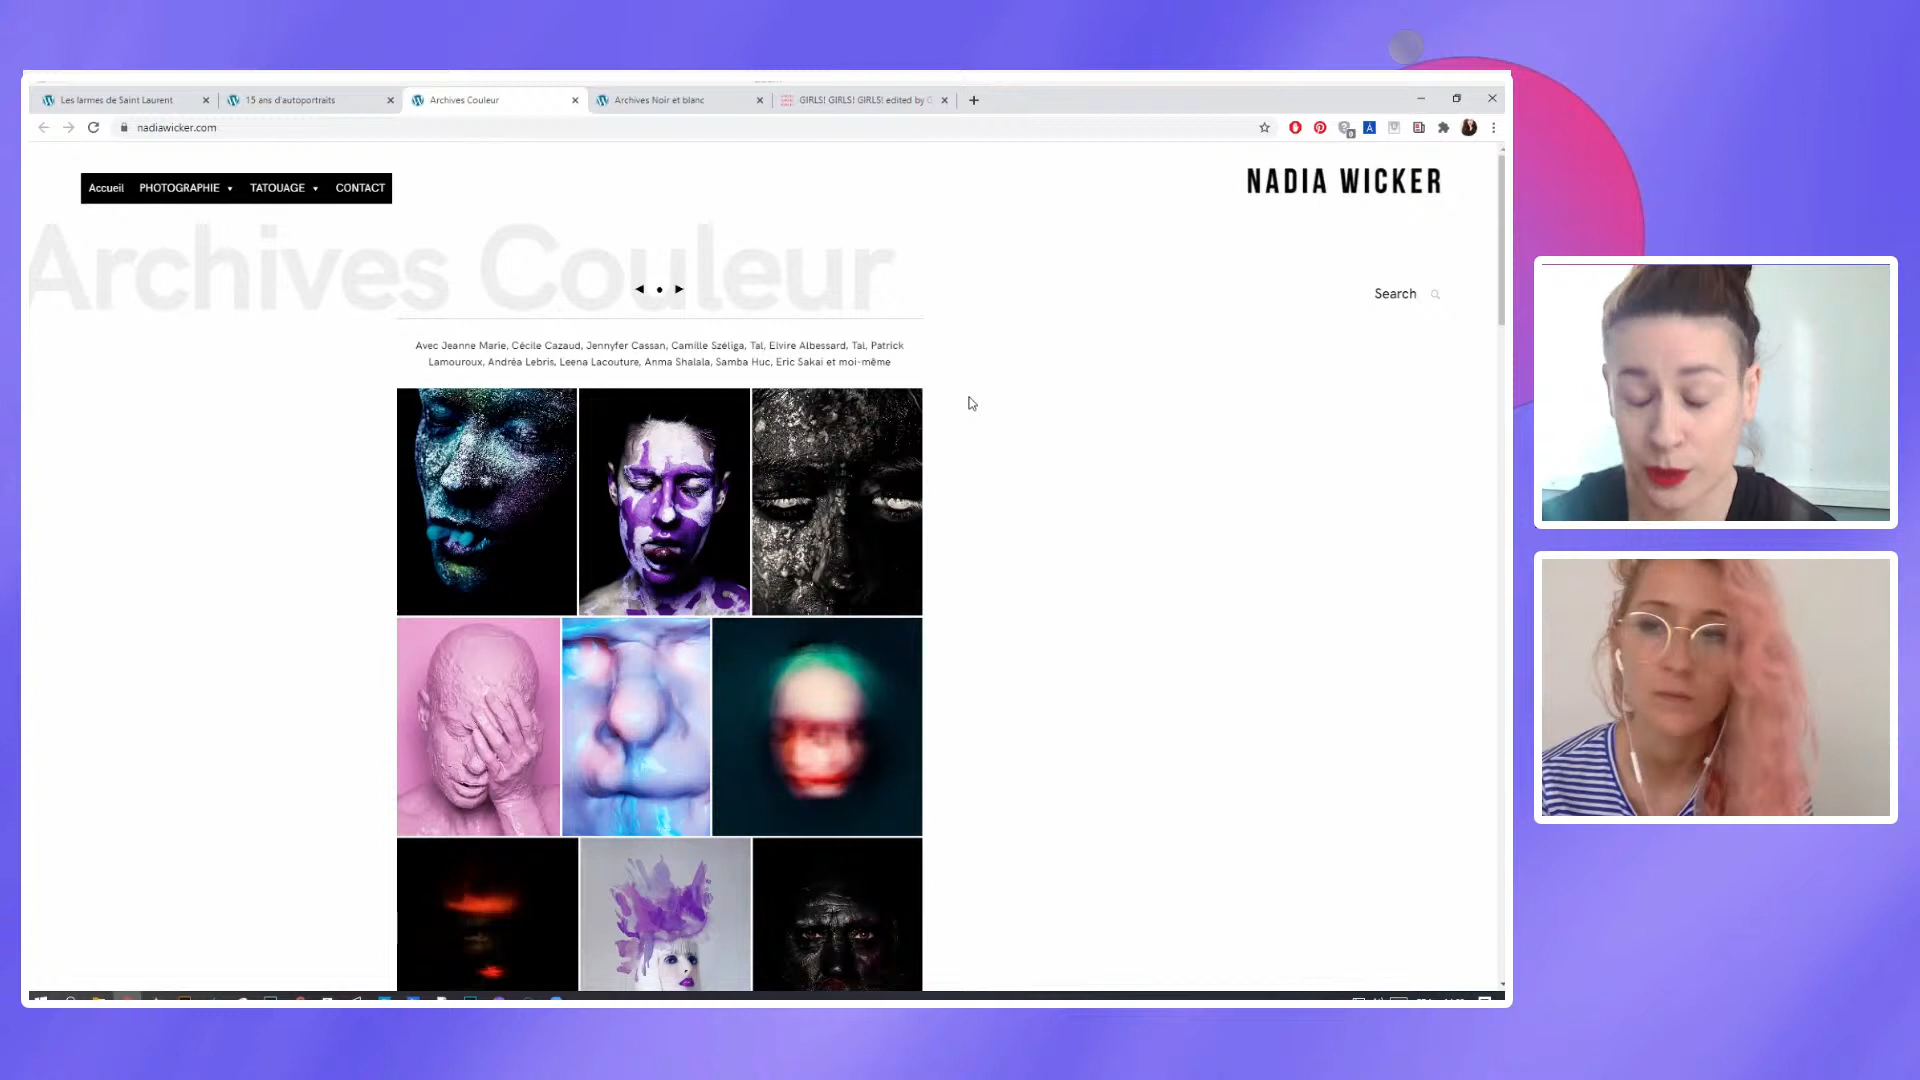 Les larmes de Saint Laurent
15 ans d'autoportraits
Archives Couleur
Archives Noir et blanc
GIRLS! GIRLS! GIRLS! edited by
nadiawicker.com
Accueil PHOTOGRAPHIE TATOUAGE CONTACT
NADIA WICKER
Archives Couleur
Search
Avec Jeanne Marie, Cécile Cazaud, Jennyfer Cassan, Camille Széliga, Tal, Elvire Albessard, Tal, Patrick
Lamouroux, Andréa Lebris, Leena Lacouture, Anma Shalala, Samba Huc, Eric Sakai et moi-même